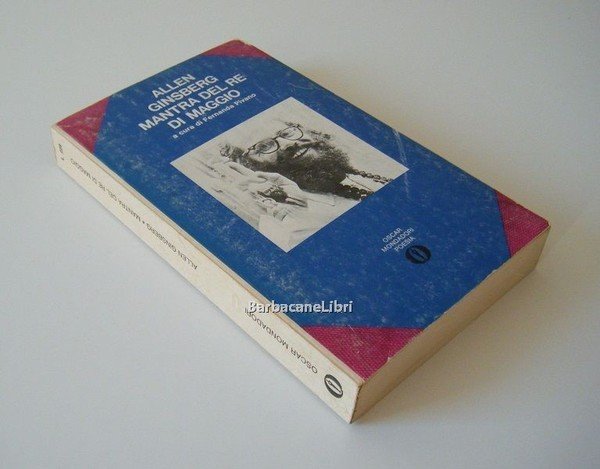 ALLEN
GINSBERG
MANTRA DEL RE
DI MAGGIO
a cura di Fernanda Pivano
OSCAR
MONDADORI
POESIA
BarbacaneLibri
ALLEN GINSBERG • MANTRA DEL RE DI MAGGIO
OSCAR MONDADORI